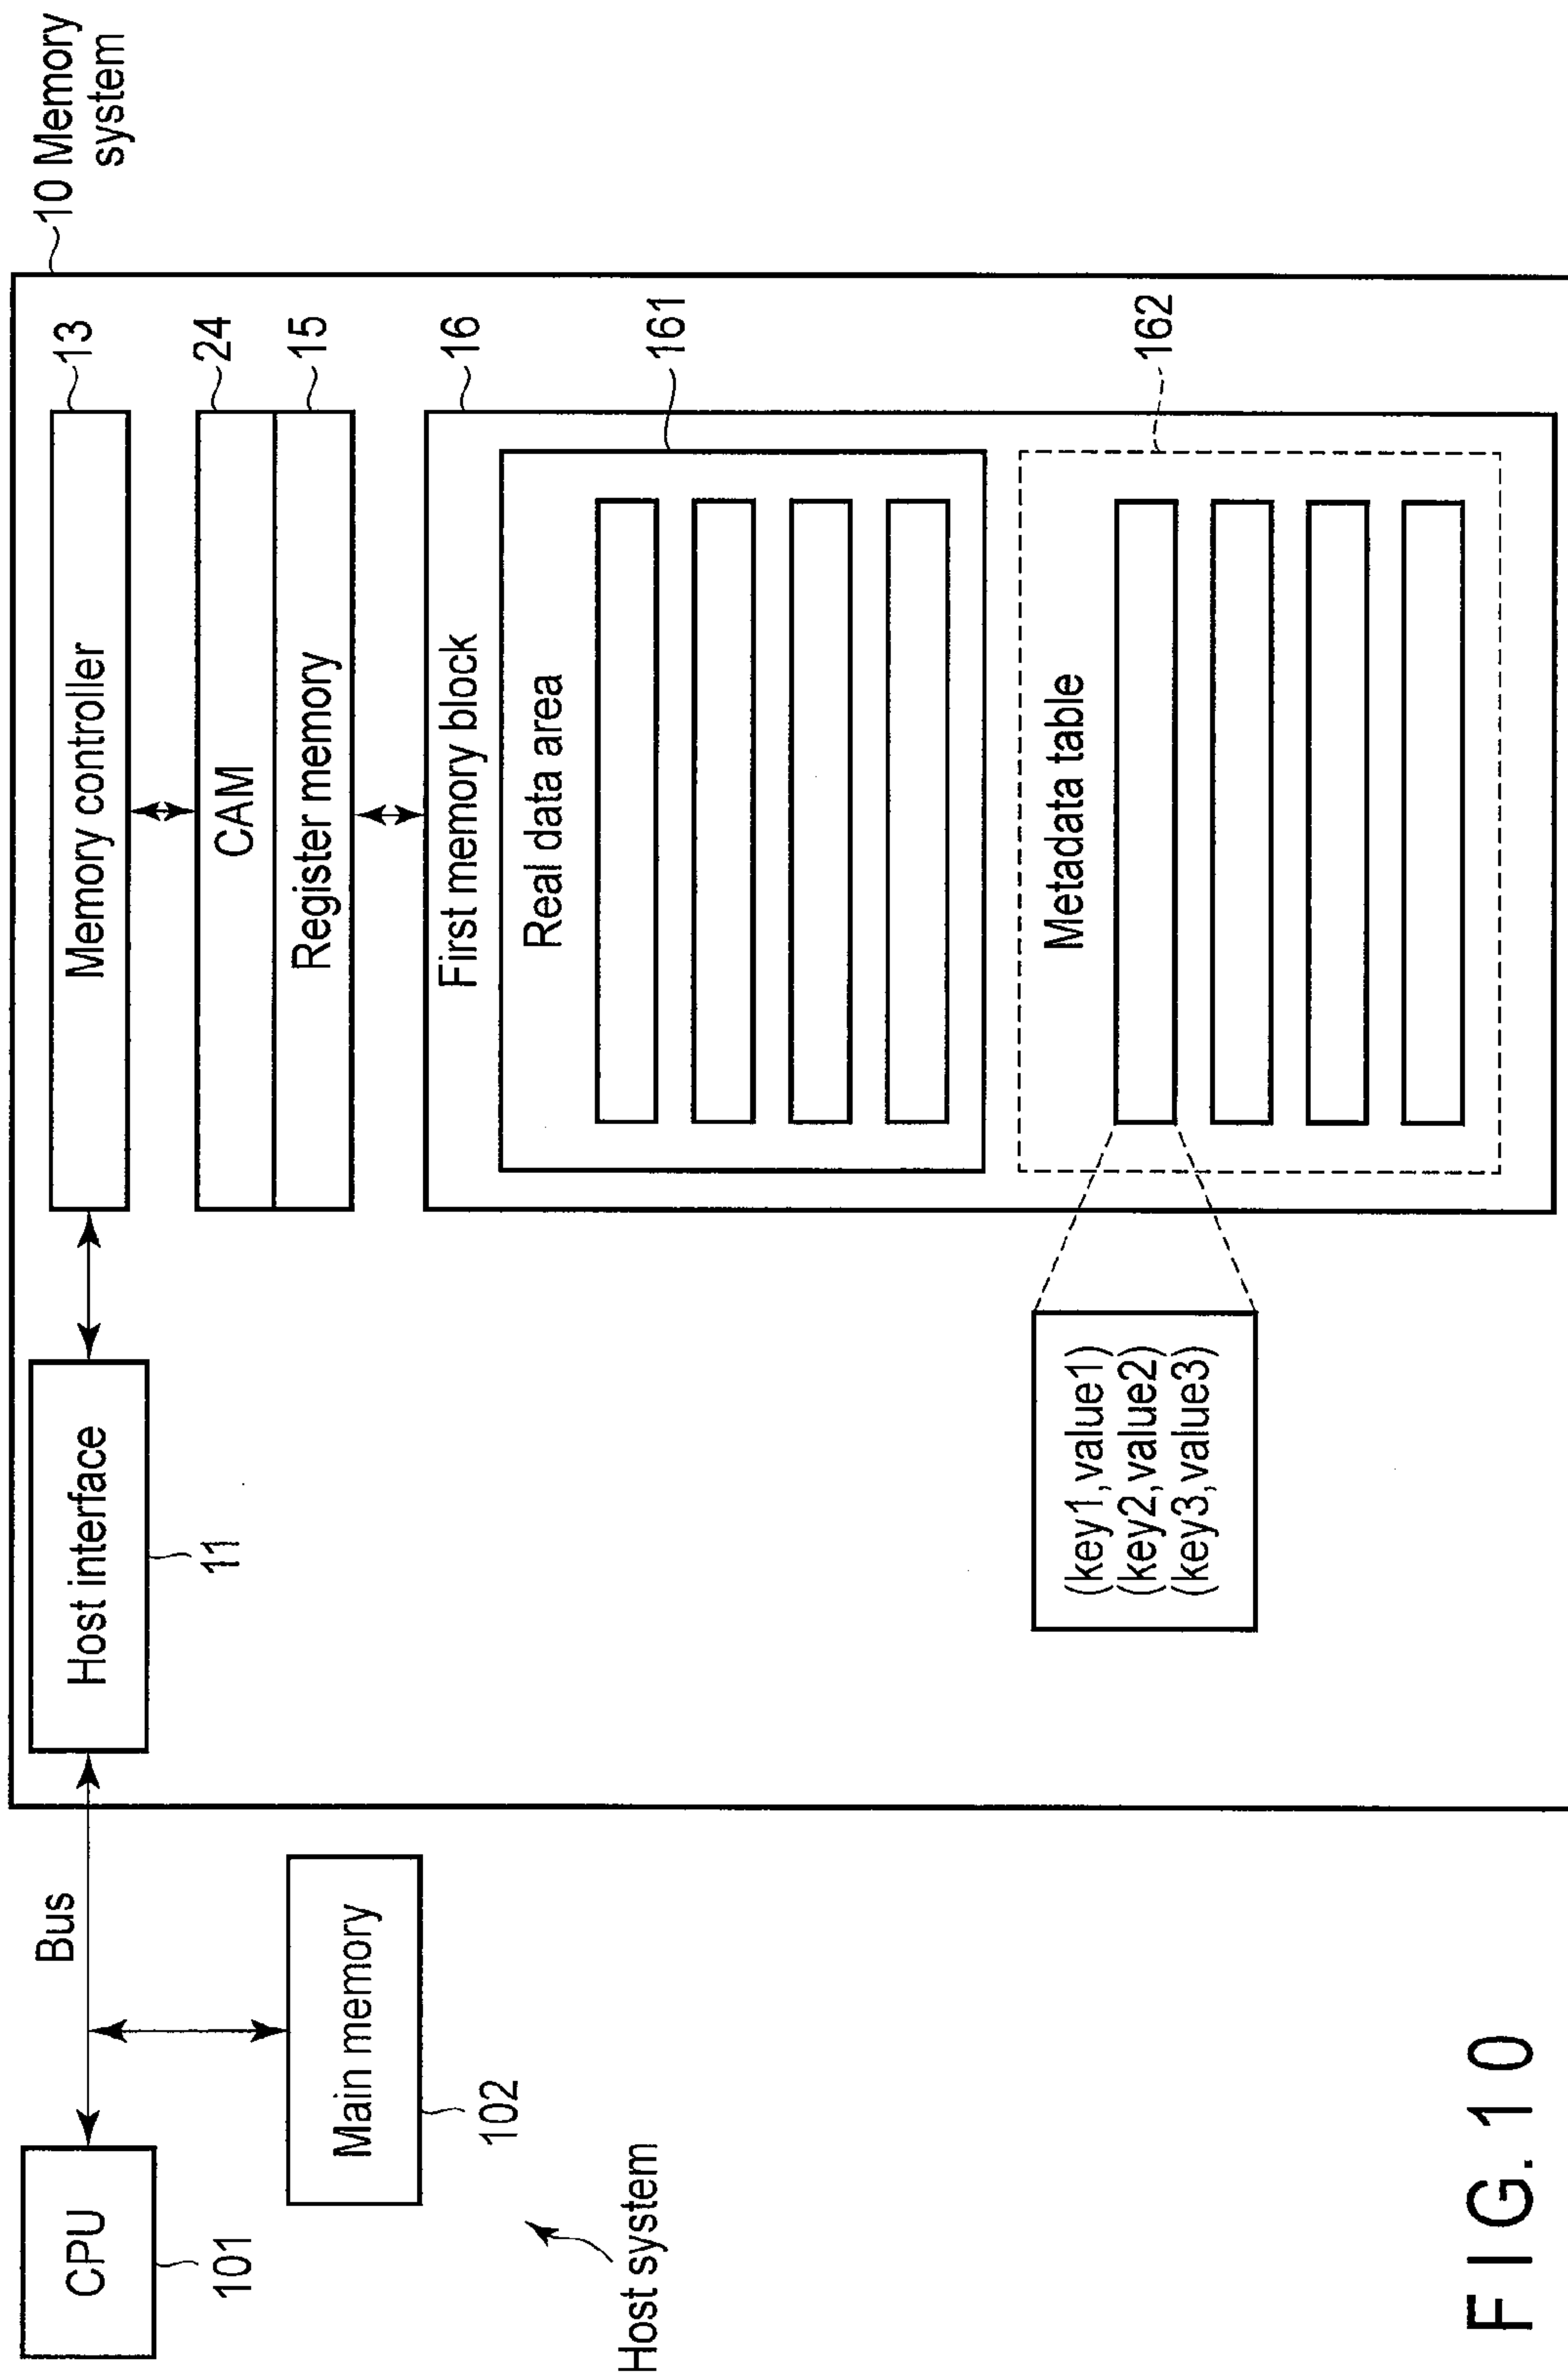 10 Memory
system
CPU
101
Bus
Main memory
102
Host system
Host interface
11
Memory controller
13
CAM
24
Register memory
15
First memory block
16
Real data area
161
Metadata table
162
(key1,value1)
(key2,value2)
(key3,value3)
FIG. 10